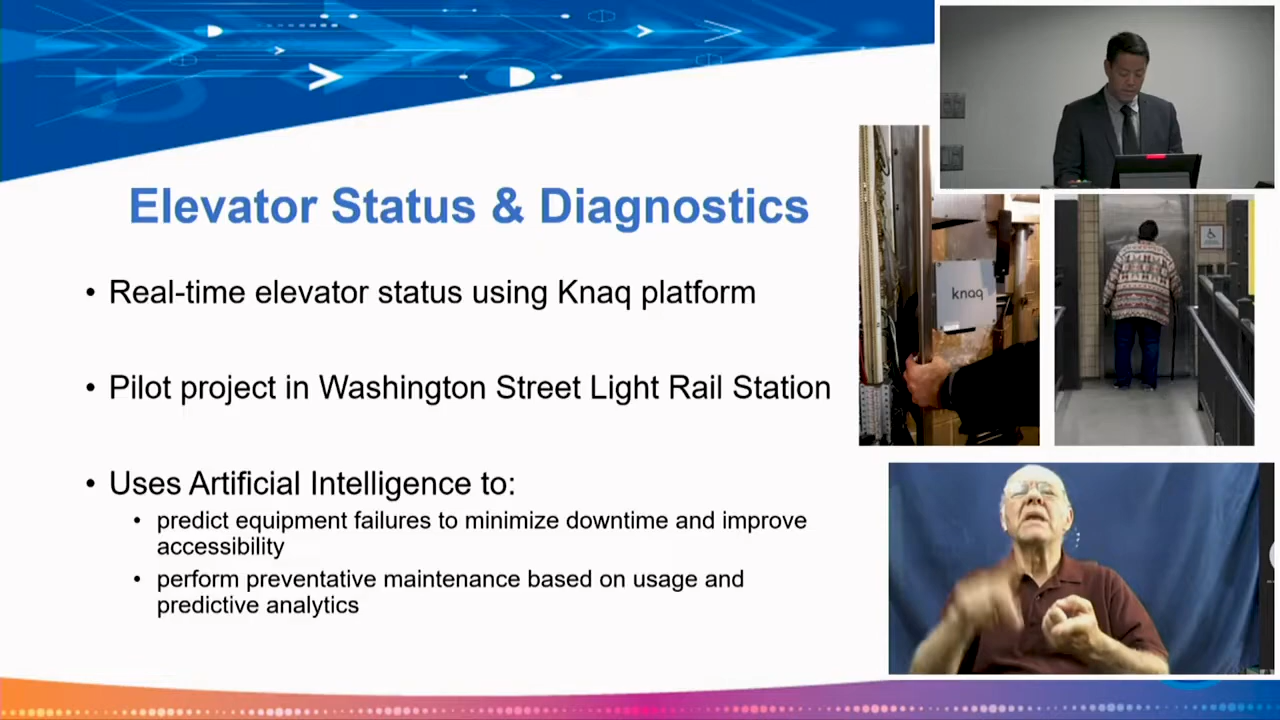 Elevator Status & Diagnostics
• Real-time elevator status using Knaq platform
• Pilot project in Washington Street Light Rail Station
• Uses Artificial Intelligence to:
• predict equipment failures to minimize downtime and improve
accessibility
• perform preventative maintenance based on usage and
predictive analytics
knaq